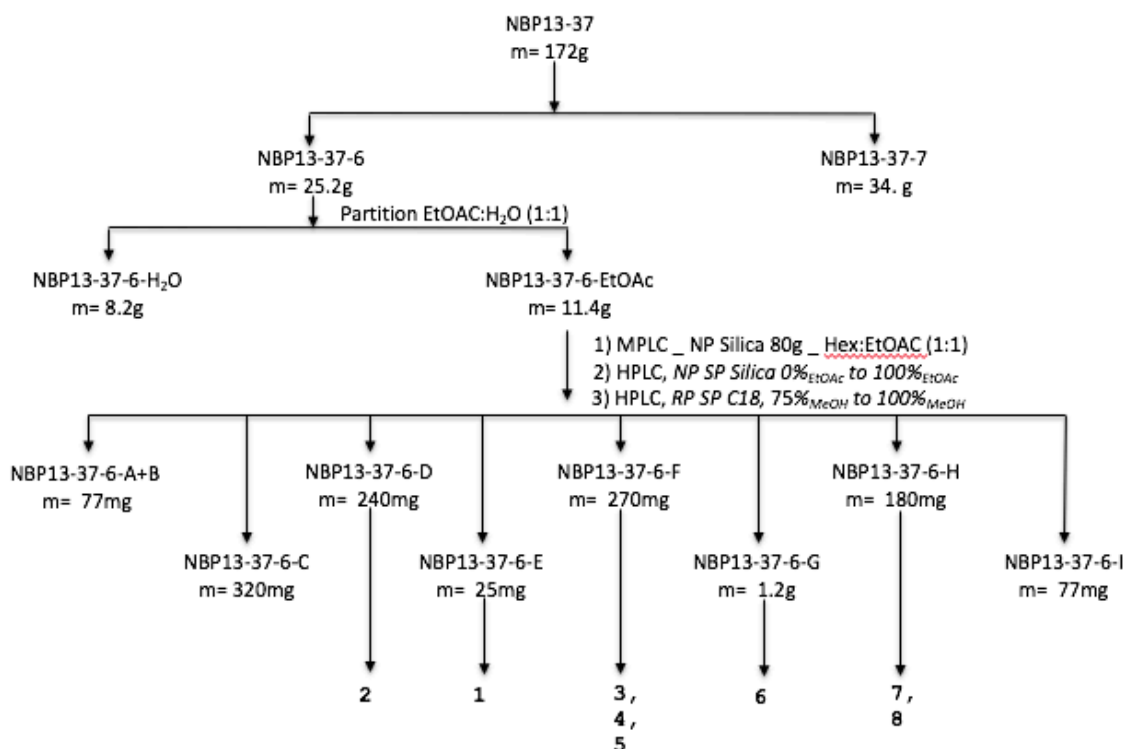 NBP13-37
m= 172g
NBP13-37-6
m= 25.2g
NBP13-37-7
m= 34. g
Partition EtOAC:H₂O (1:1)
NBP13-37-6-H₂O
m= 8.2g
NBP13-37-6-EtOAc
m= 11.4g
1) MPLC _ NP Silica 80g _ Hex:EtOAC (1:1)
2) HPLC, NP SP Silica 0%EtOAc to 100%EtOAc
3) HPLC, RP SP C18, 75%MeOH to 100%MeOH
NBP13-37-6-A+B
m= 77mg
NBP13-37-6-D
m= 240mg
NBP13-37-6-F
m= 270mg
NBP13-37-6-H
m= 180mg
NBP13-37-6-C
m= 320mg
NBP13-37-6-E
m= 25mg
NBP13-37-6-G
m= 1.2g
NBP13-37-6-I
m= 77mg
2
1
3,
4,
5
6
7,
8